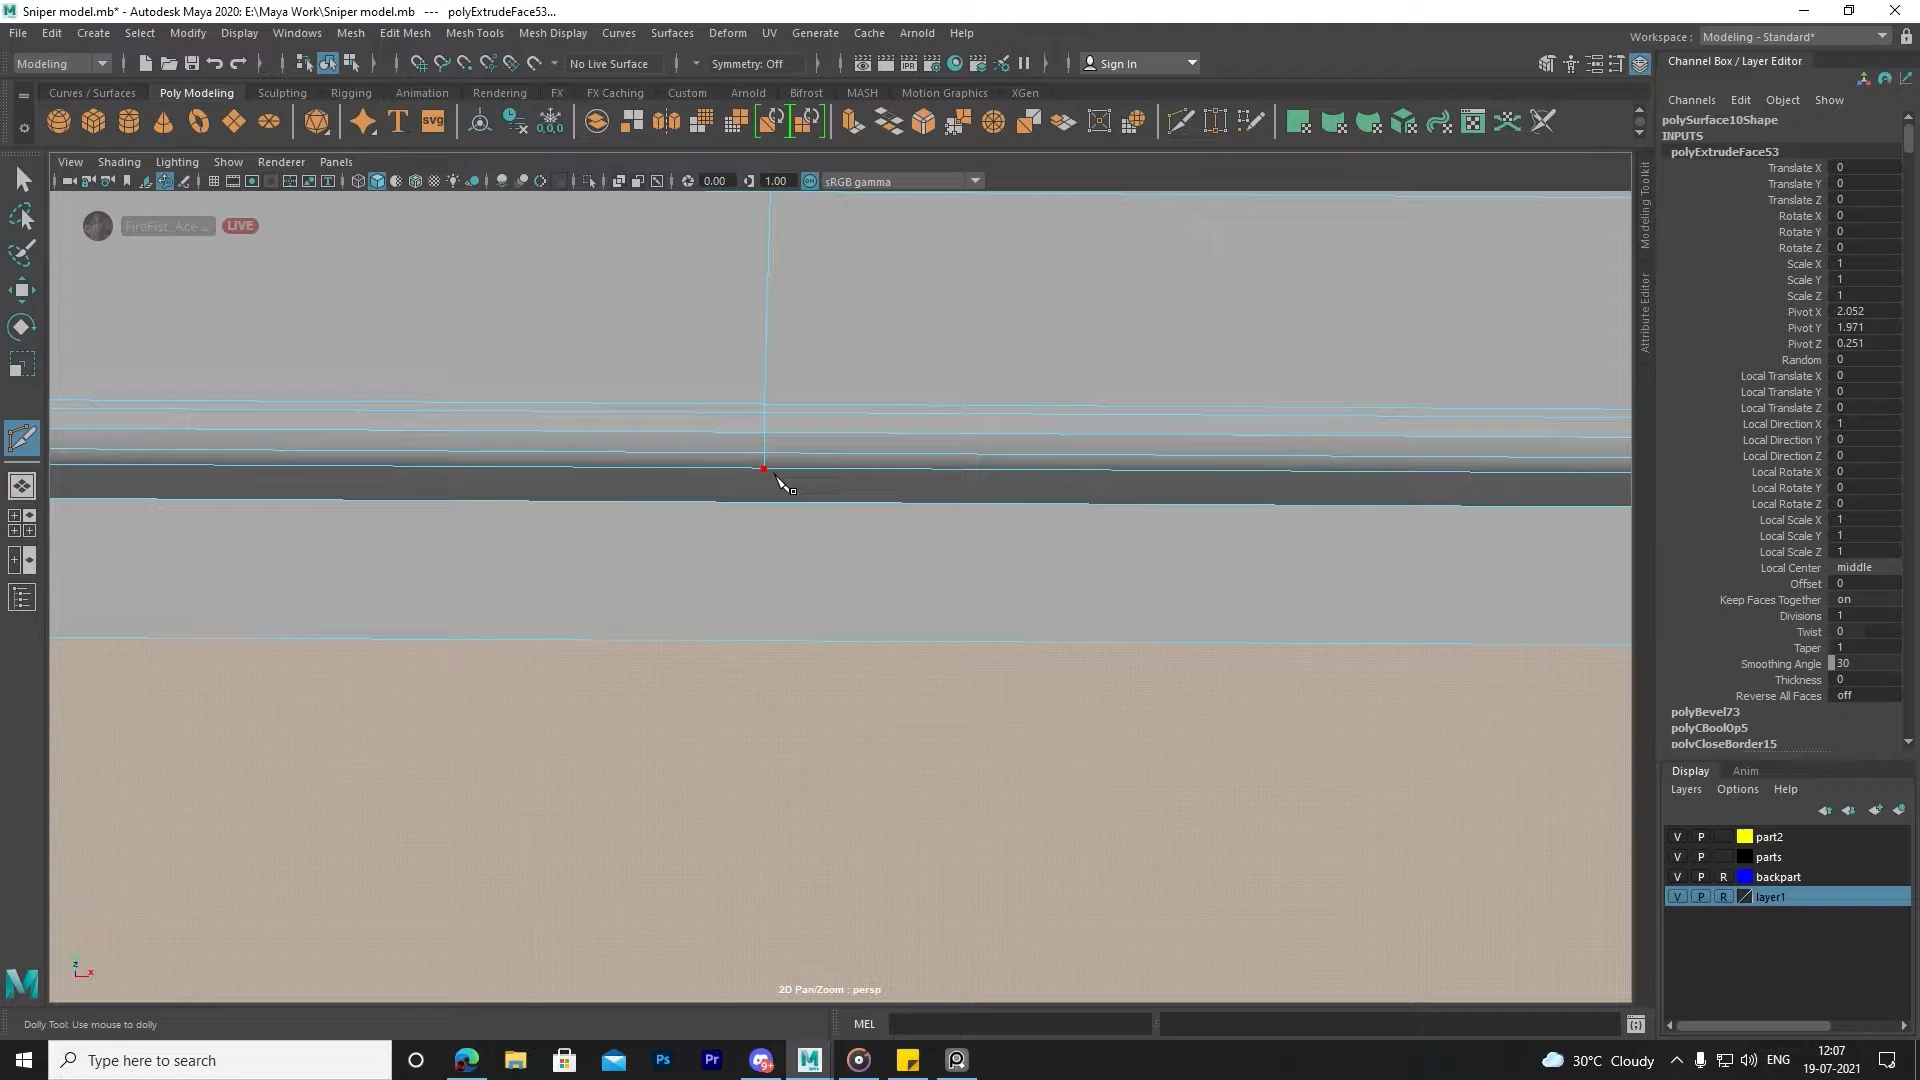 Sniper model.mb* - Autodesk Maya 2020: E:\Maya Work\Sniper model.mb --- polyExtrudeFace53...
File Edit Create Select Modify Display Windows Mesh Edit Mesh Mesh Tools Mesh Display Curves Surfaces Deform UV Generate Cache Arnold Help
Workspace : Modeling - Standard*
Modeling
No Live Surface
Symmetry: Off
Sign In
Curves / Surfaces Poly Modeling Sculpting Rigging Animation Rendering FX FX Caching Custom Arnold Bifrost MASH Motion Graphics XGen
View Shading Lighting Show Renderer Panels
0.00 1.00 sRGB gamma
FireFist_Ace LIVE
2D Pan/Zoom : persp
Channel Box / Layer Editor
Channels Edit Object Show
polySurface10Shape
INPUTS
polyExtrudeFace53
Translate X 0
Translate Y 0
Translate Z 0
Rotate X 0
Rotate Y 0
Rotate Z 0
Scale X 1
Scale Y 1
Scale Z 1
Pivot X 2.052
Pivot Y 1.971
Pivot Z 0.251
Random 0
Local Translate X 0
Local Translate Y 0
Local Translate Z 0
Local Direction X 1
Local Direction Y 0
Local Direction Z 0
Local Rotate X 0
Local Rotate Y 0
Local Rotate Z 0
Local Scale X 1
Local Scale Y 1
Local Scale Z 1
Local Center middle
Offset 0
Keep Faces Together on
Divisions 1
Twist 0
Taper 1
Smoothing Angle 30
Thickness 0
Reverse All Faces off
polyBevel73
polyCBoolOp5
polyCloseBorder15
Modeling Toolkit
Attribute Editor
Display Anim
Layers Options Help
V P part2
V P parts
V P R backpart
V P R layer1
Dolly Tool: Use mouse to dolly
MEL
Type here to search
30°C Cloudy
ENG
12:07
19-07-2021